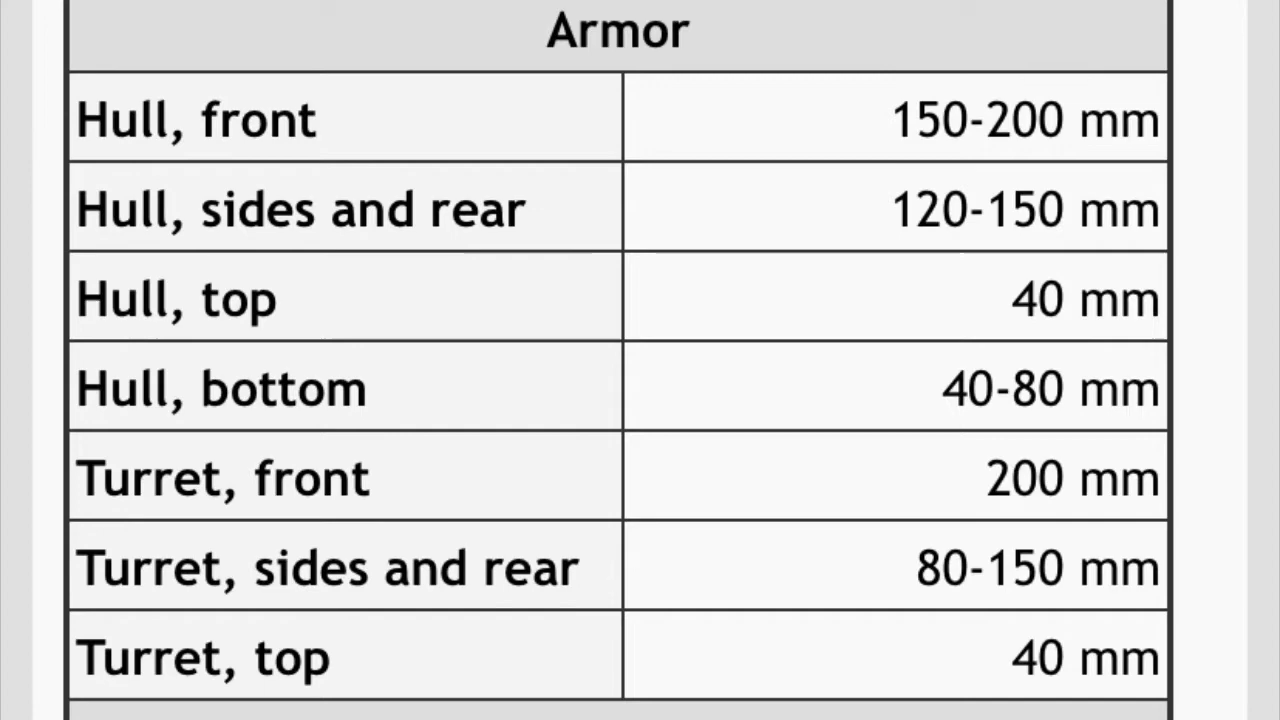 Armor
Hull, front 150-200 mm
Hull, sides and rear 120-150 mm
Hull, top 40 mm
Hull, bottom 40-80 mm
Turret, front 200 mm
Turret, sides and rear 80-150 mm
Turret, top 40 mm